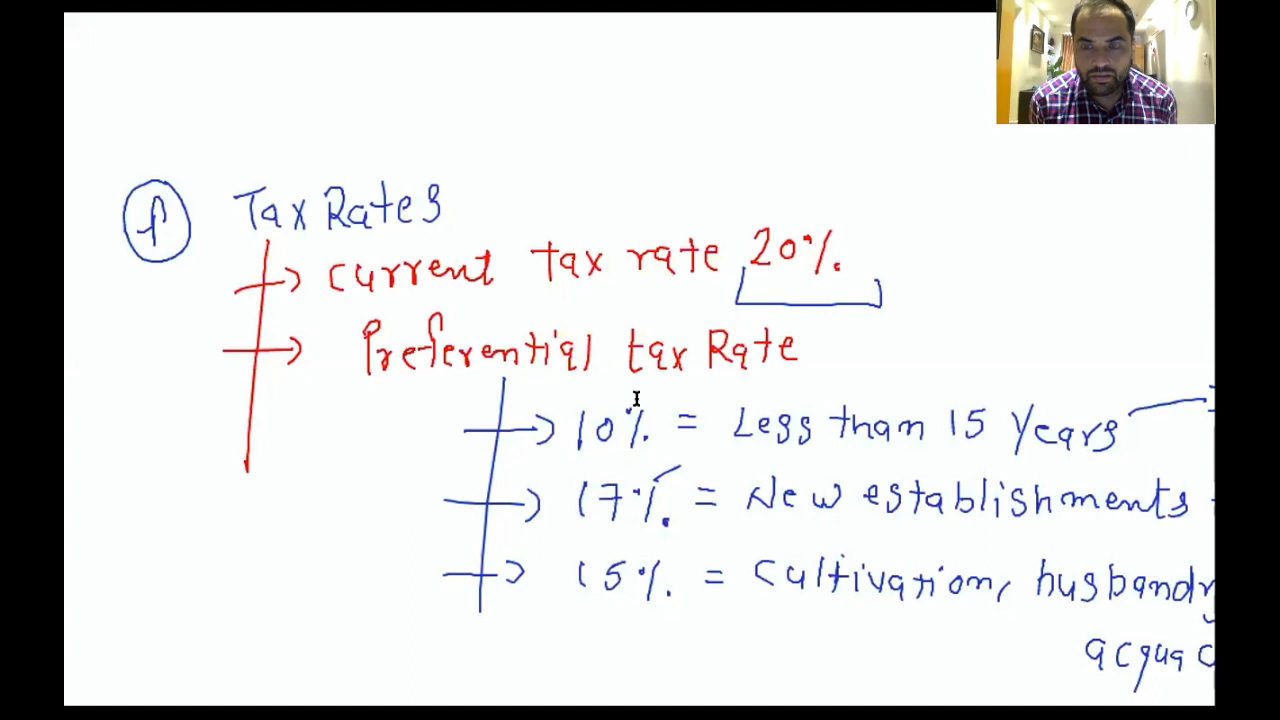 f Tax Rates
current tax rate 20%.
Preferential tax Rate
10% = Less than 15 years
17%. = New establishments
15%. = cultivation, husbandr
acquac